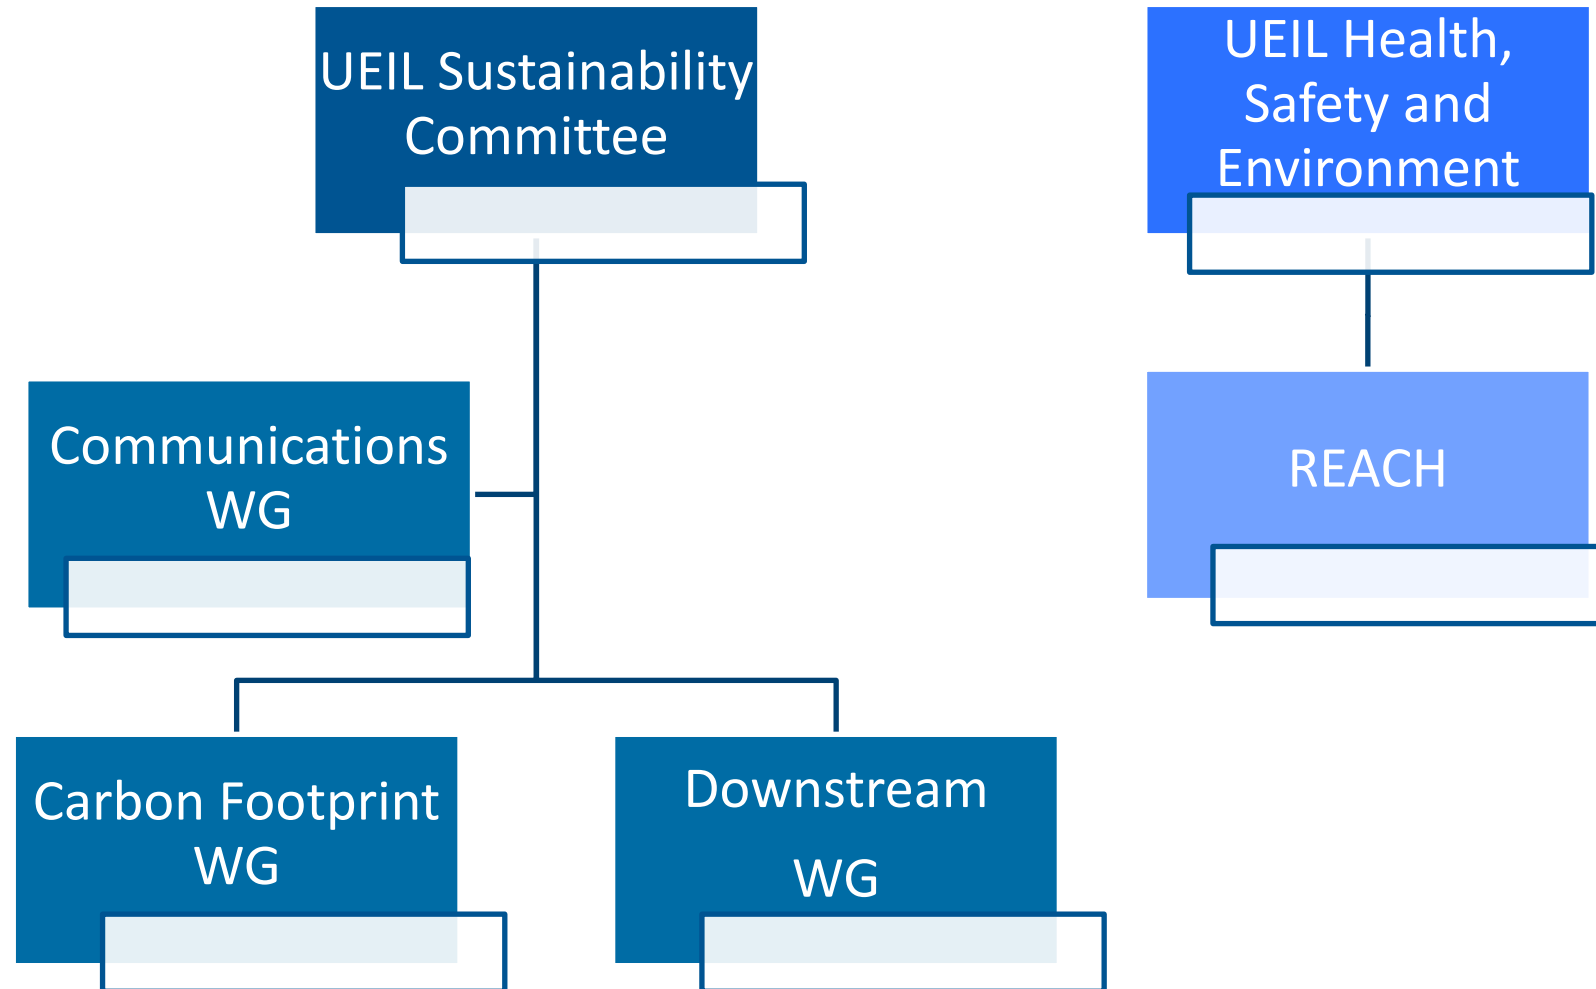 UEIL Sustainability
Committee
UEIL Health,
Safety and
Environment
Communications
WG
REACH
Carbon Footprint
WG
Downstream
WG